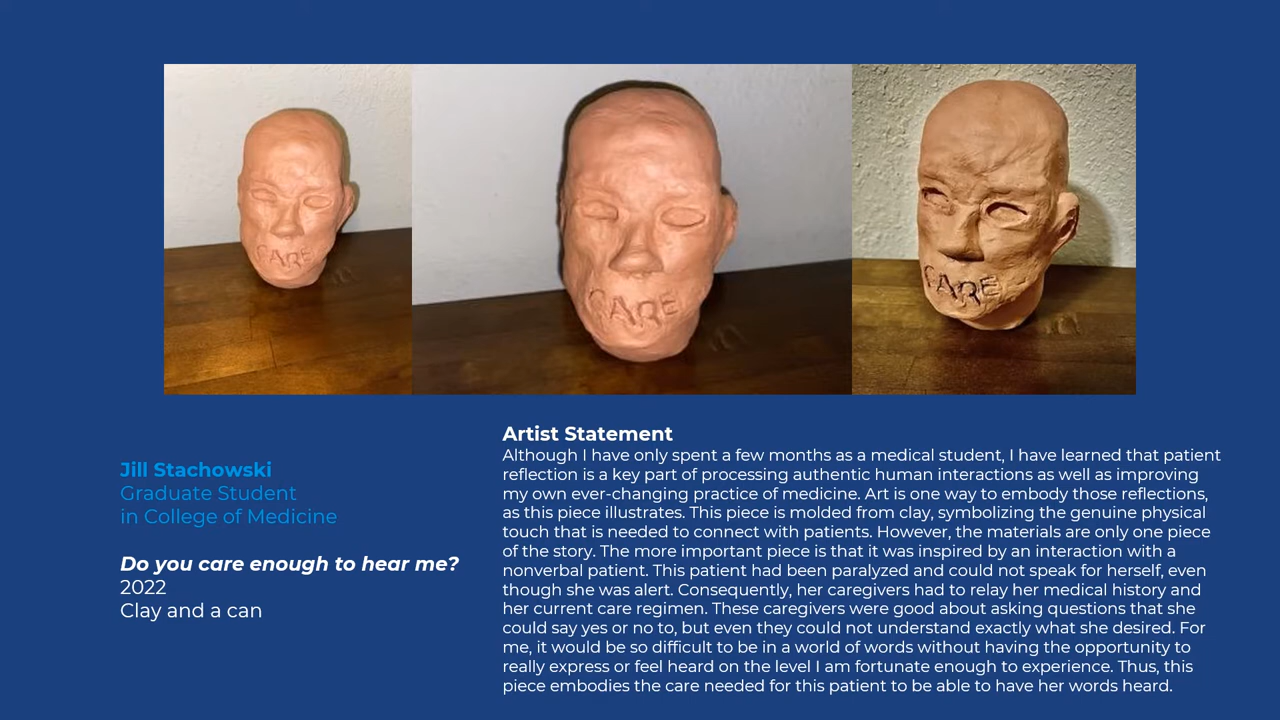 CARE
CARE
CARE
Jill Stachowski
Graduate Student
in College of Medicine
Do you care enough to hear me?
2022
Clay and a can
Artist Statement
Although I have only spent a few months as a medical student, I have learned that patient
reflection is a key part of processing authentic human interactions as well as improving
my own ever-changing practice of medicine. Art is one way to embody those reflections,
as this piece illustrates. This piece is molded from clay, symbolizing the genuine physical
touch that is needed to connect with patients. However, the materials are only one piece
of the story. The more important piece is that it was inspired by an interaction with a
nonverbal patient. This patient had been paralyzed and could not speak for herself, even
though she was alert. Consequently, her caregivers had to relay her medical history and
her current care regimen. These caregivers were good about asking questions that she
could say yes or no to, but even they could not understand exactly what she desired. For
me, it would be so difficult to be in a world of words without having the opportunity to
really express or feel heard on the level I am fortunate enough to experience. Thus, this
piece embodies the care needed for this patient to be able to have her words heard.